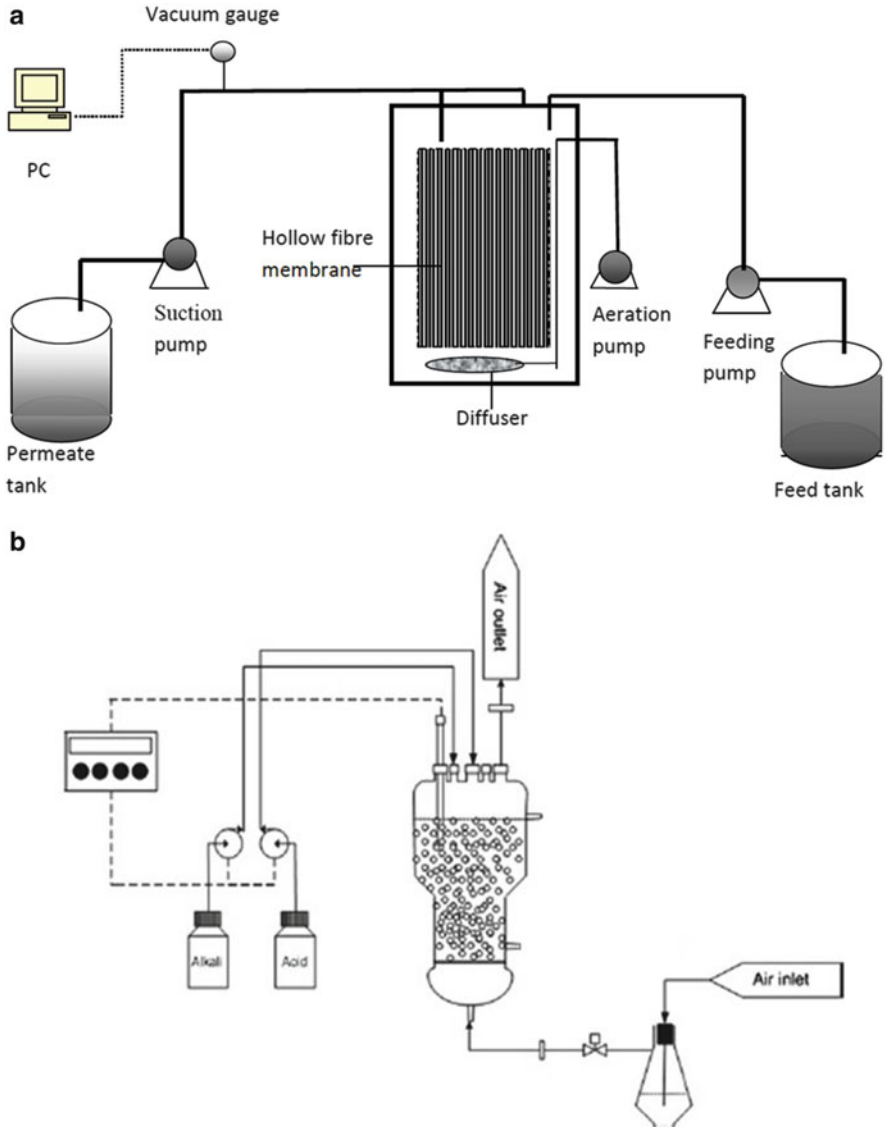 a
Vacuum gauge
PC
Hollow fibre
membrane
Suction
pump
Aeration
pump
Feeding
pump
Diffuser
Permeate
tank
Feed tank
b
Air outlet
Alkali
Acid
Air inlet